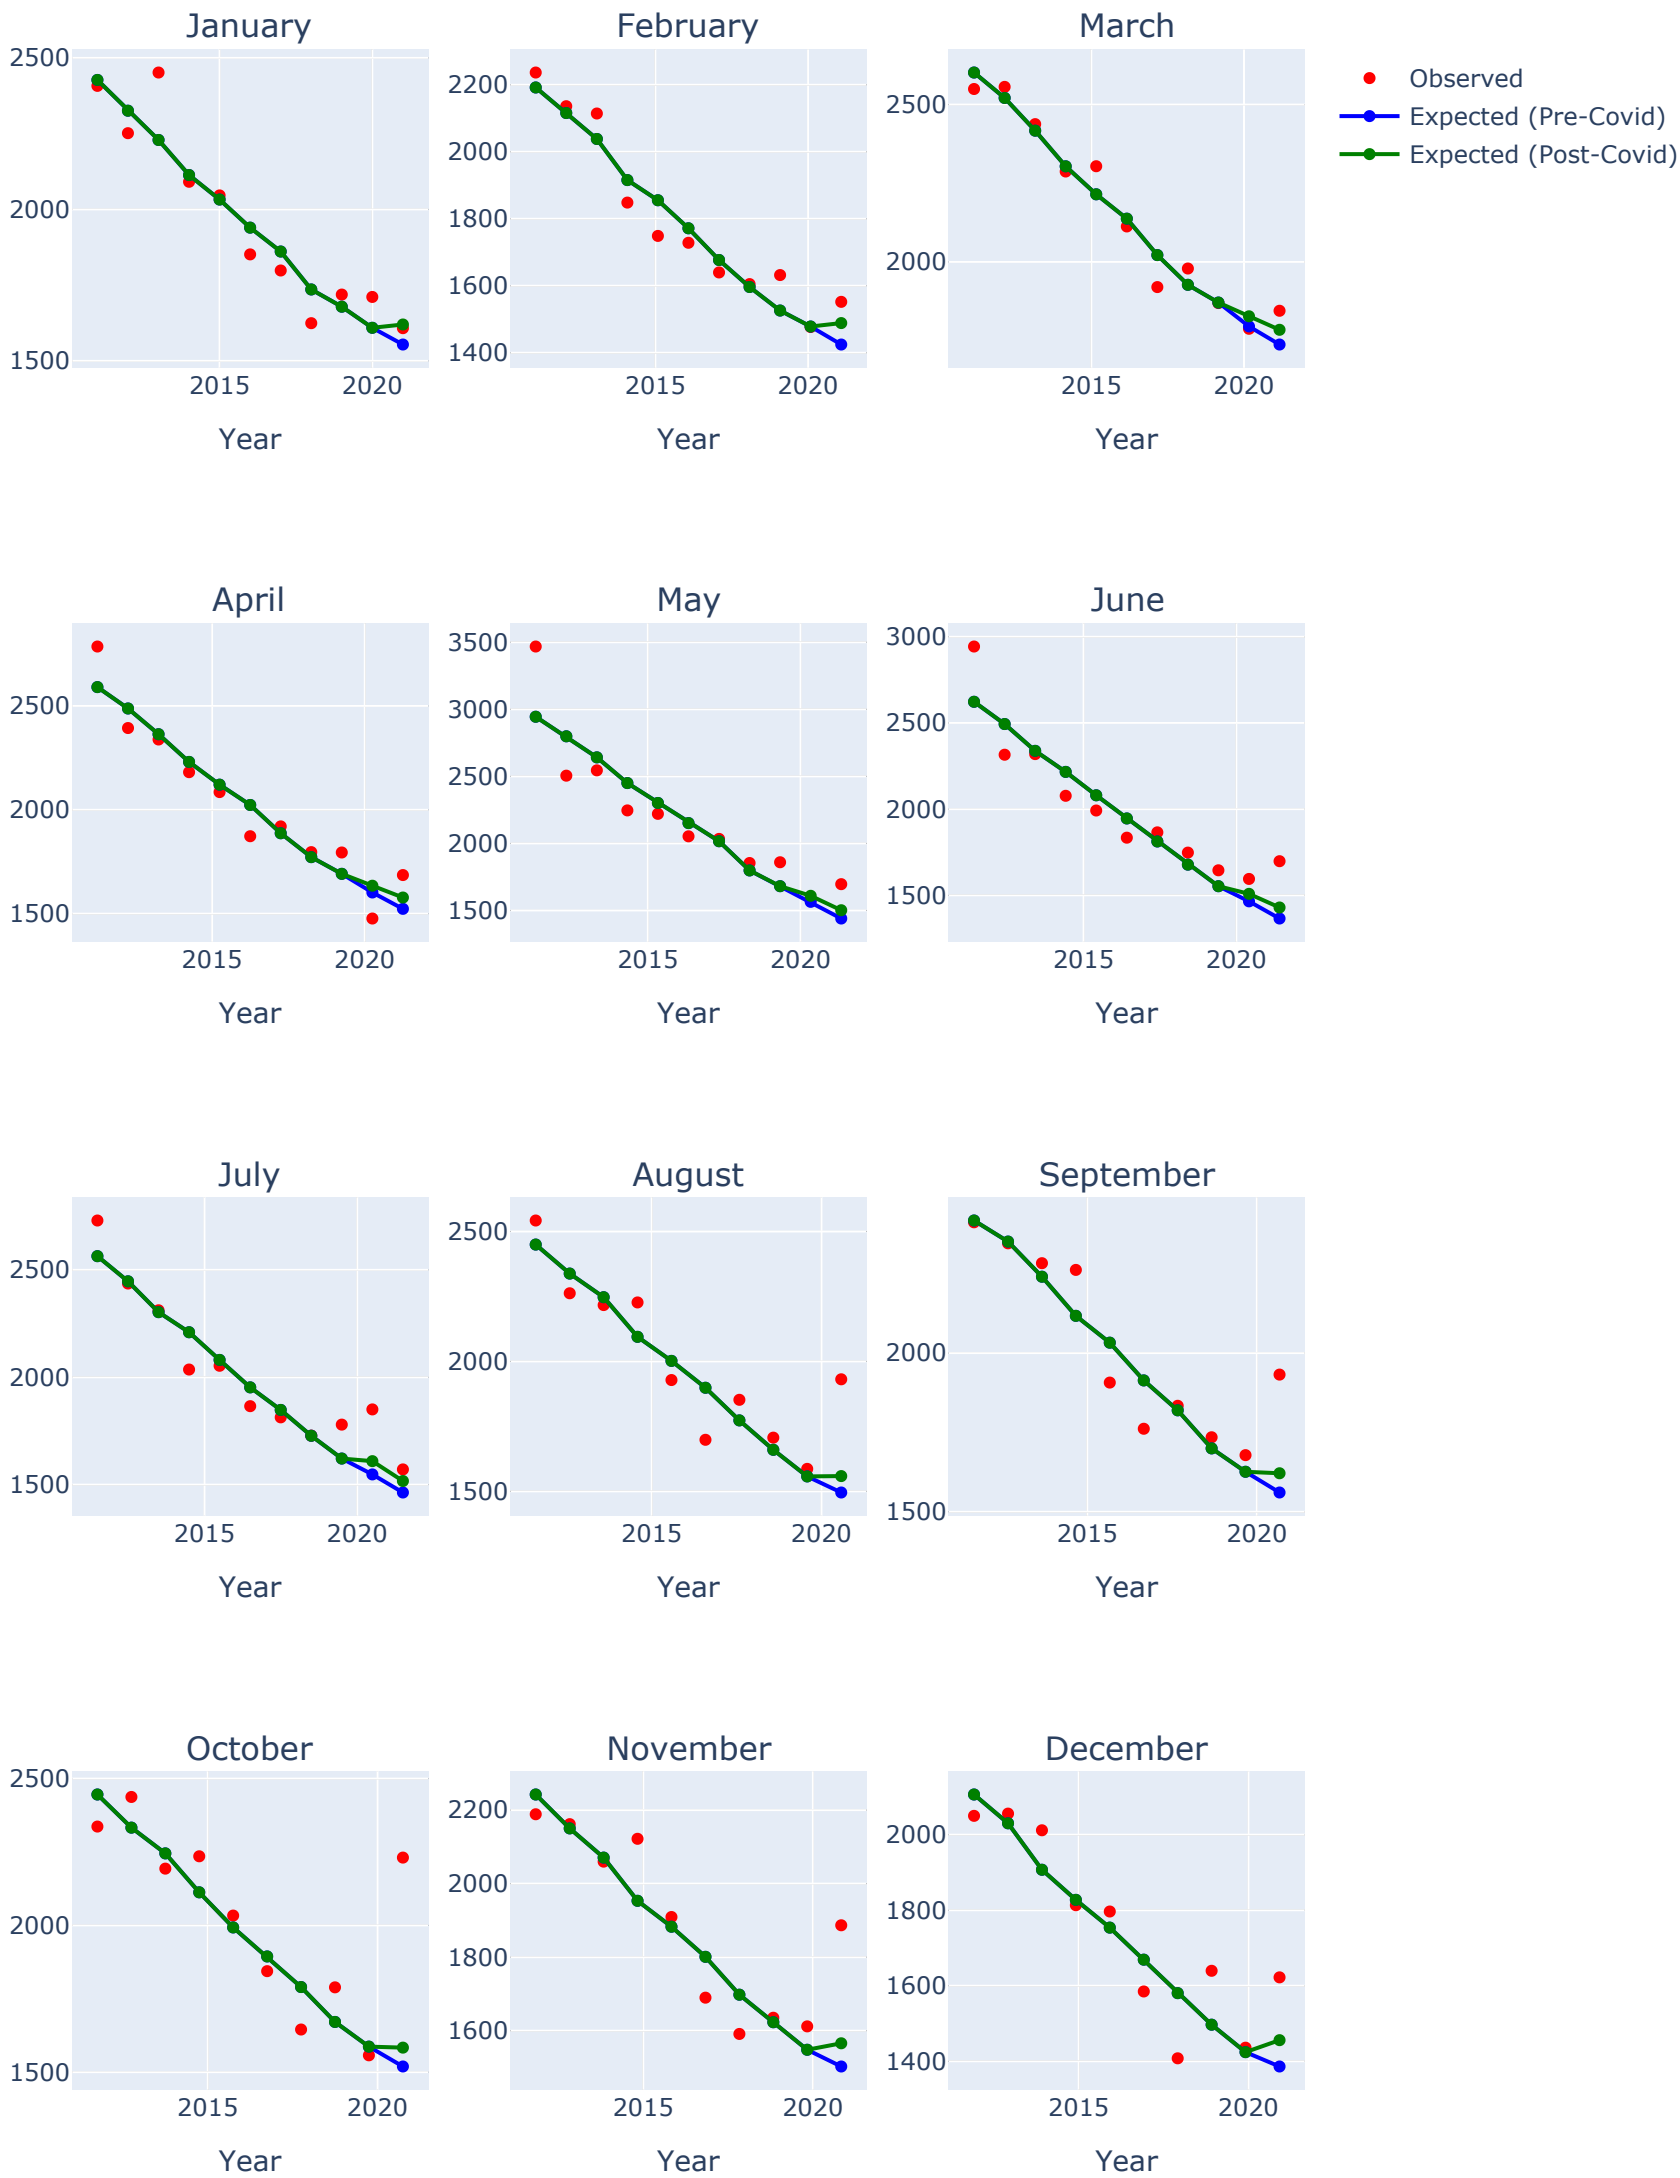 January
February
March
2500
2000
1500
2015
2020
Year
2200
2000
1800
1600
1400
2015
2020
Year
2500
2000
2015
2020
Year
Observed
Expected (Pre-Covid)
Expected (Post-Covid)
April
May
June
2500
2000
1500
2015
2020
Year
3500
3000
2500
2000
1500
2015
2020
Year
3000
2500
2000
1500
2015
2020
Year
July
August
September
2500
2000
1500
2015
2020
Year
2500
2000
1500
2015
2020
Year
2000
1500
2015
2020
Year
October
November
December
2500
2000
1500
2015
2020
Year
2200
2000
1800
1600
2015
2020
Year
2000
1800
1600
1400
2015
2020
Year